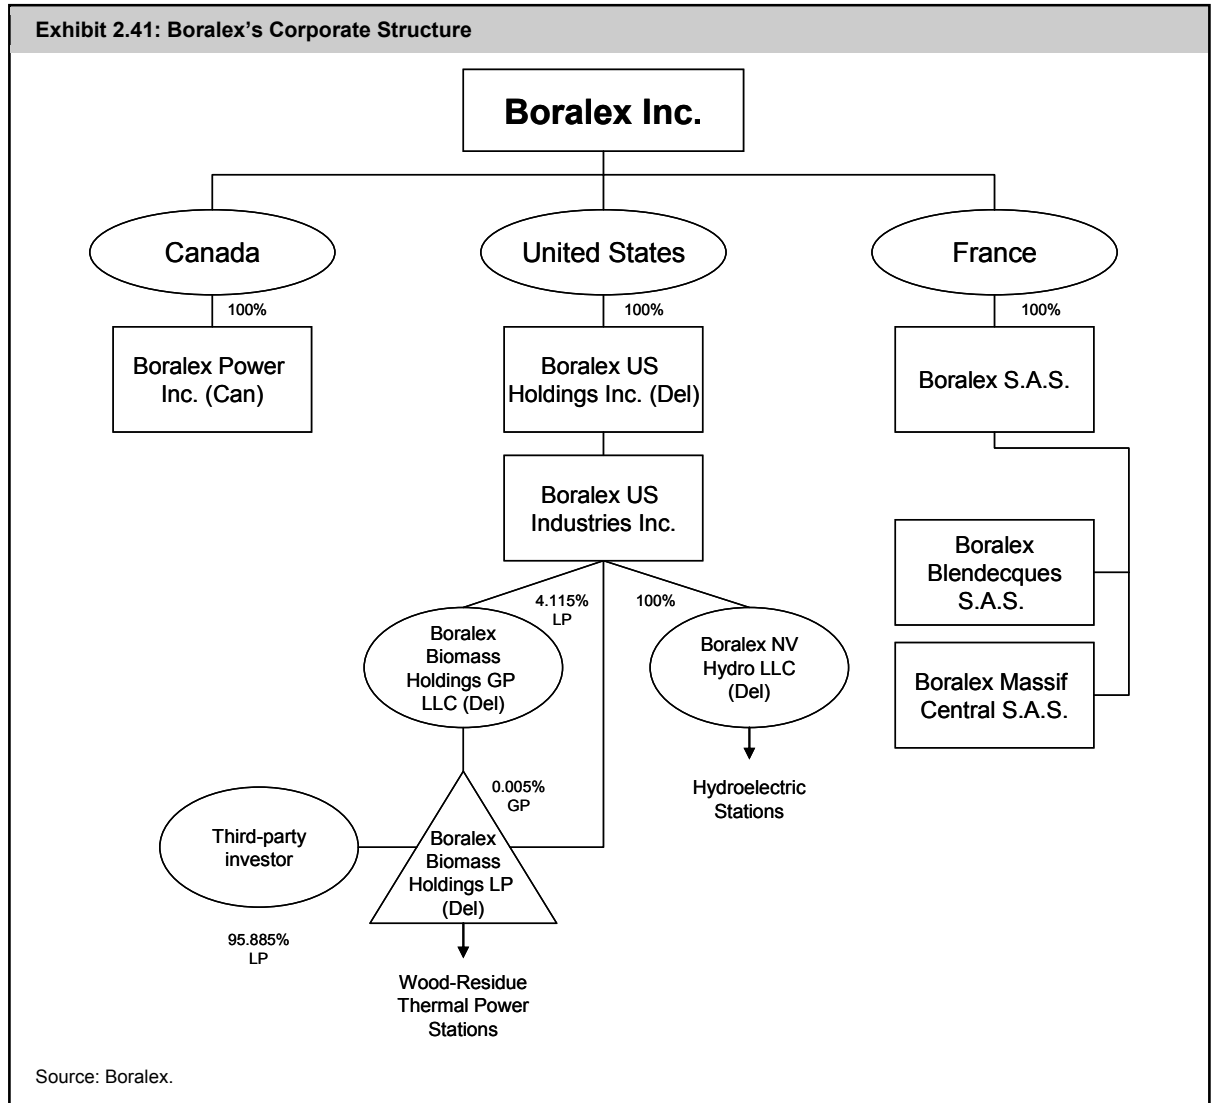 Exhibit 2.41: Boralex's Corporate Structure
Boralex Inc.
Canada
United States
France
100%
100%
100%
Boralex Power
Inc. (Can)
Boralex US
Holdings Inc. (Del)
Boralex S.A.S.
Boralex US
Industries Inc.
Boralex
Blendecques
S.A.S.
4.115%
LP
100%
Boralex
Biomass
Holdings GP
LLC (Del)
Boralex NV
Hydro LLC
(Del)
Boralex Massif
Central S.A.S.
0.005%
GP
Hydroelectric
Stations
Third-party
investor
Boralex
Biomass
Holdings LP
(Del)
95.885%
LP
Wood-Residue
Thermal Power
Stations
Source: Boralex.